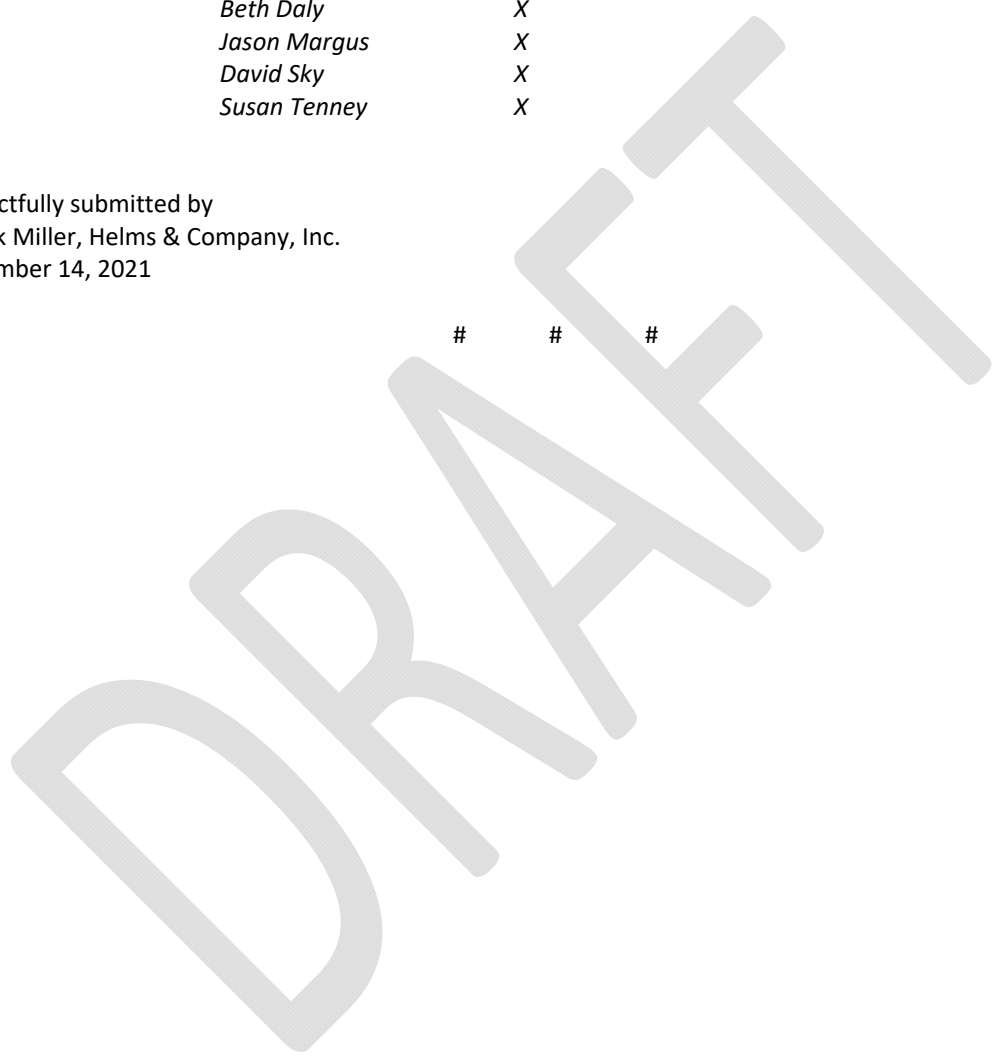 Beth Daly X
Jason Margus X
David Sky X
Susan Tenney X
ctfully submitted by
k Miller, Helms & Company, Inc.
mber 14, 2021
# # #
DRAFT